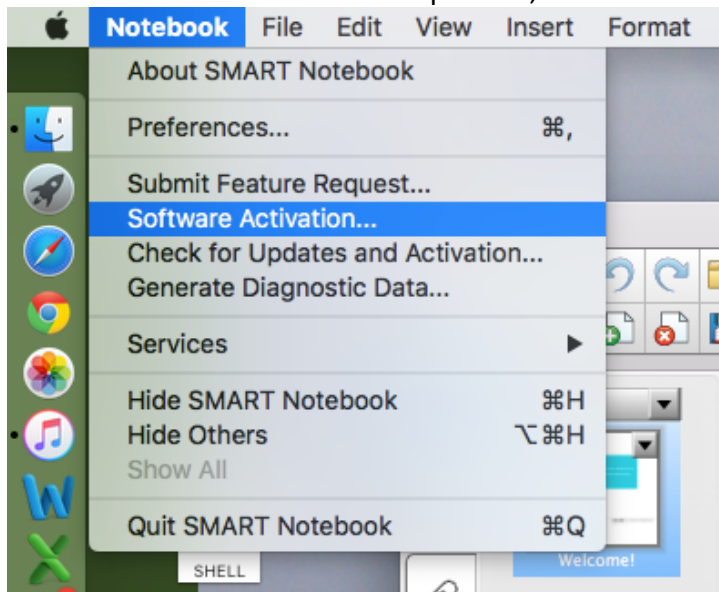 Notebook File Edit View Insert Format
About SMART Notebook
Preferences... ⌘,
Submit Feature Request...
Software Activation...
Check for Updates and Activation...
Generate Diagnostic Data...
Services ▶
Hide SMART Notebook ⌘H
Hide Others ⌥⌘H
Show All
Quit SMART Notebook ⌘Q
Welcome!
SHELL